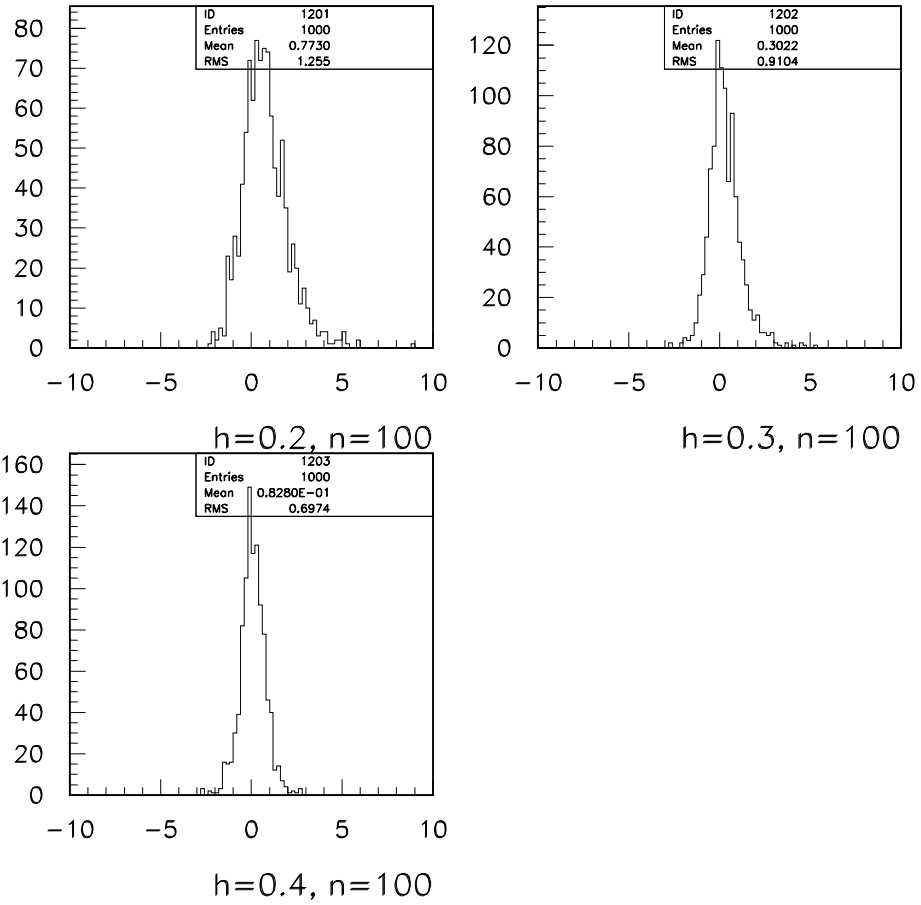 ID 1201
Entries 1000
Mean 0.7730
RMS 1.255
80
70
60
50
40
30
20
10
0
−10 −5 0 5 10
h=0.2, n=100
ID 1202
Entries 1000
Mean 0.3022
RMS 0.9104
120
100
80
60
40
20
0
−10 −5 0 5 10
h=0.3, n=100
ID 1203
Entries 1000
Mean 0.8280E−01
RMS 0.6974
160
140
120
100
80
60
40
20
0
−10 −5 0 5 10
h=0.4, n=100